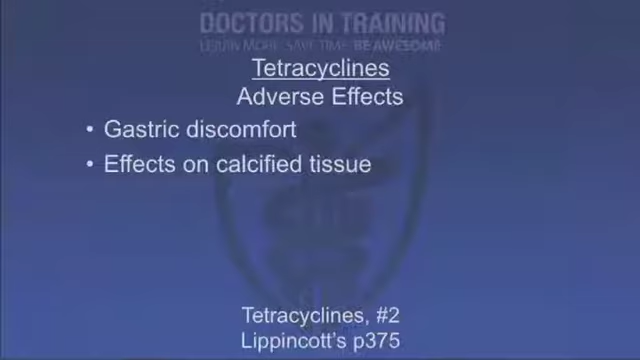 DOCTORS IN TRAINING
LEARN MORE. SAVE TIME. BE AWESOME.
Tetracyclines
Adverse Effects
• Gastric discomfort
• Effects on calcified tissue
Tetracyclines, #2
Lippincott's p375